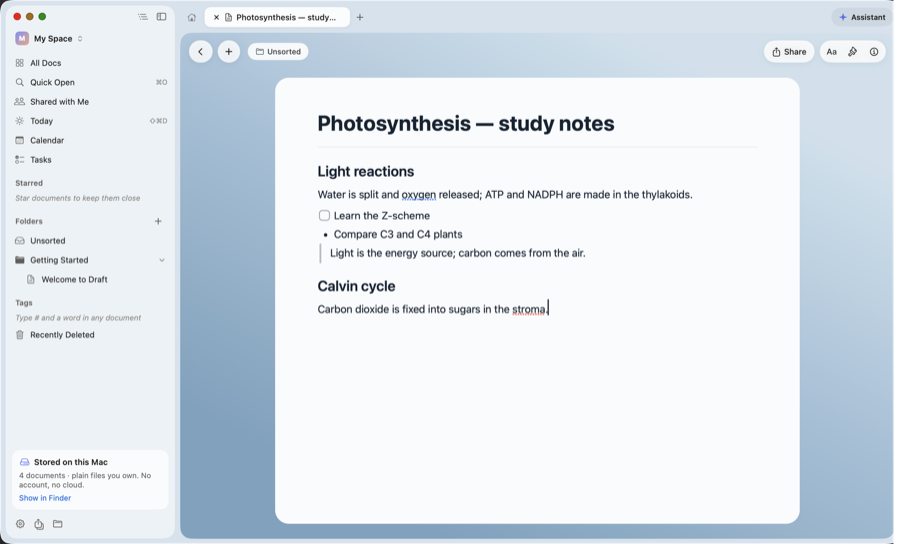 Photosynthesis — study...
Assistant
M My Space
All Docs
Quick Open ⌘O
Shared with Me
Today ⇧⌘D
Calendar
Tasks
Starred
Star documents to keep them close
Folders
Unsorted
Getting Started
Welcome to Draft
Tags
Type # and a word in any document
Recently Deleted
Stored on this Mac
4 documents · plain files you own. No
account, no cloud.
Show in Finder
Unsorted
Share
Aa
Photosynthesis — study notes
Light reactions
Water is split and oxygen released; ATP and NADPH are made in the thylakoids.
Learn the Z-scheme
• Compare C3 and C4 plants
Light is the energy source; carbon comes from the air.
Calvin cycle
Carbon dioxide is fixed into sugars in the stroma.